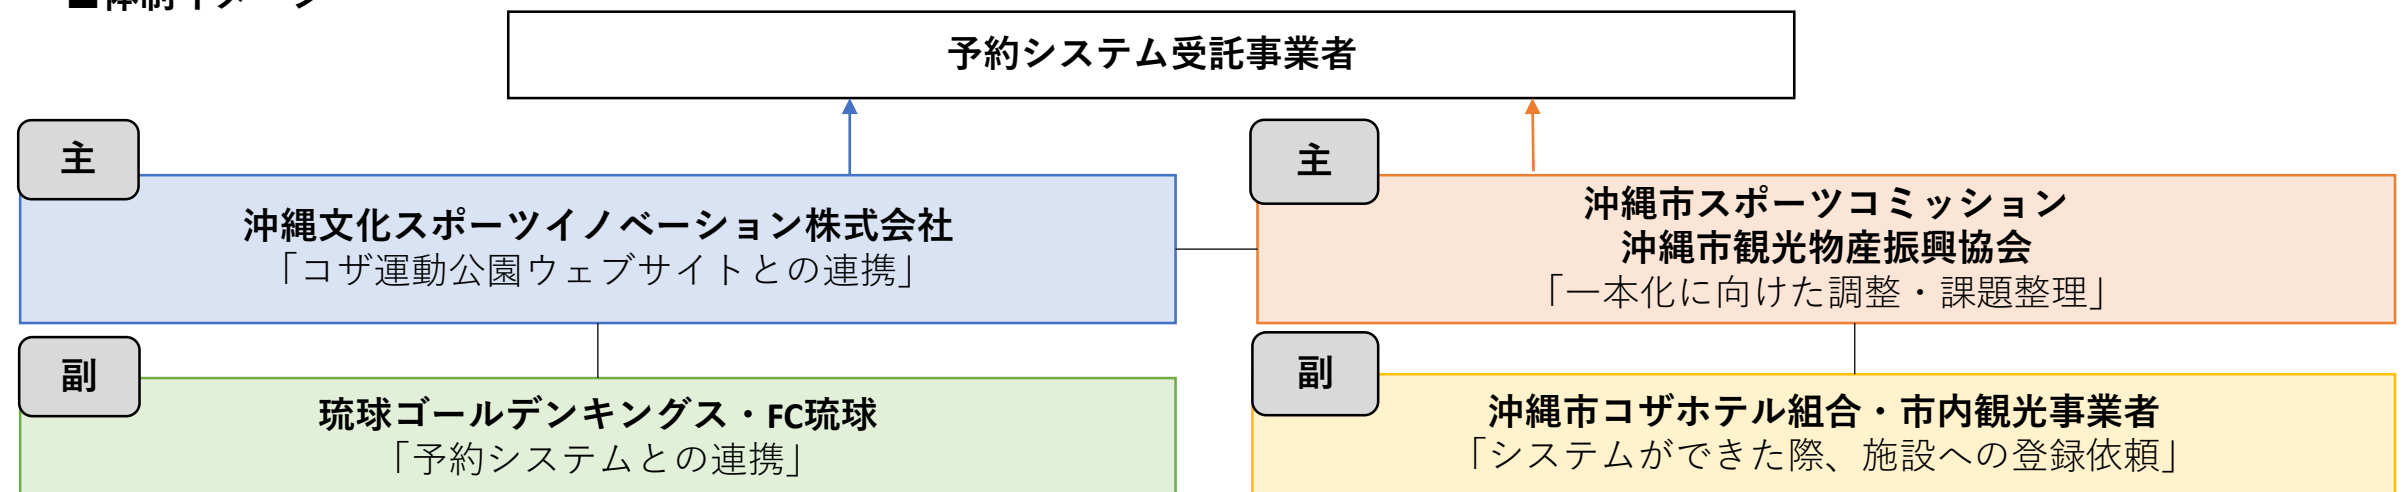 ■体制イメージ
予約システム受託事業者
主
沖縄文化スポーツイノベーション株式会社
「コザ運動公園ウェブサイトとの連携」
主
沖縄市スポーツコミッション
沖縄市観光物産振興協会
「一本化に向けた調整・課題整理」
副
琉球ゴールデンキングス・FC琉球
「予約システムとの連携」
副
沖縄市コザホテル組合・市内観光事業者
「システムができた際、施設への登録依頼」